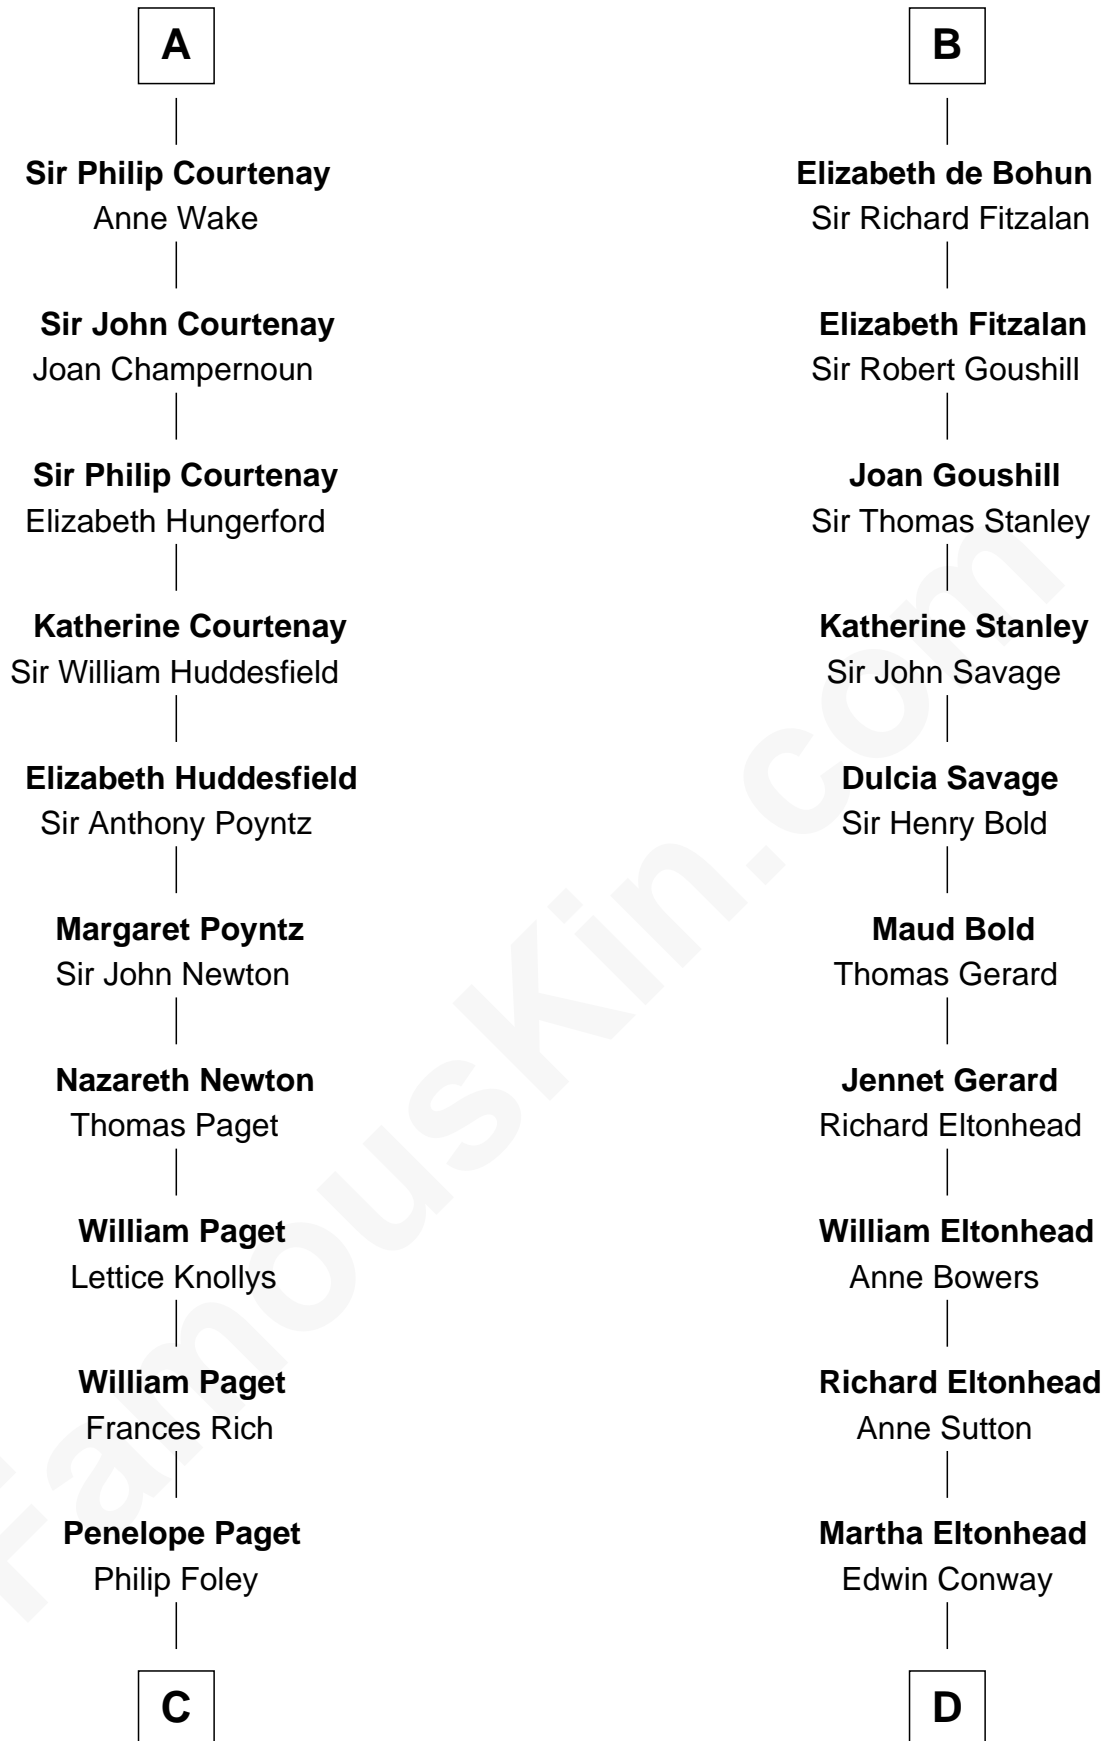 A
Sir Philip Courtenay
Anne Wake
Sir John Courtenay
Joan Champernoun
Sir Philip Courtenay
Elizabeth Hungerford
Katherine Courtenay
Sir William Huddesfield
Elizabeth Huddesfield
Sir Anthony Poyntz
Margaret Poyntz
Sir John Newton
Nazareth Newton
Thomas Paget
William Paget
Lettice Knollys
William Paget
Frances Rich
Penelope Paget
Philip Foley
C
B
Elizabeth de Bohun
Sir Richard Fitzalan
Elizabeth Fitzalan
Sir Robert Goushill
Joan Goushill
Sir Thomas Stanley
Katherine Stanley
Sir John Savage
Dulcia Savage
Sir Henry Bold
Maud Bold
Thomas Gerard
Jennet Gerard
Richard Eltonhead
William Eltonhead
Anne Bowers
Richard Eltonhead
Anne Sutton
Martha Eltonhead
Edwin Conway
D
FamousKin.com